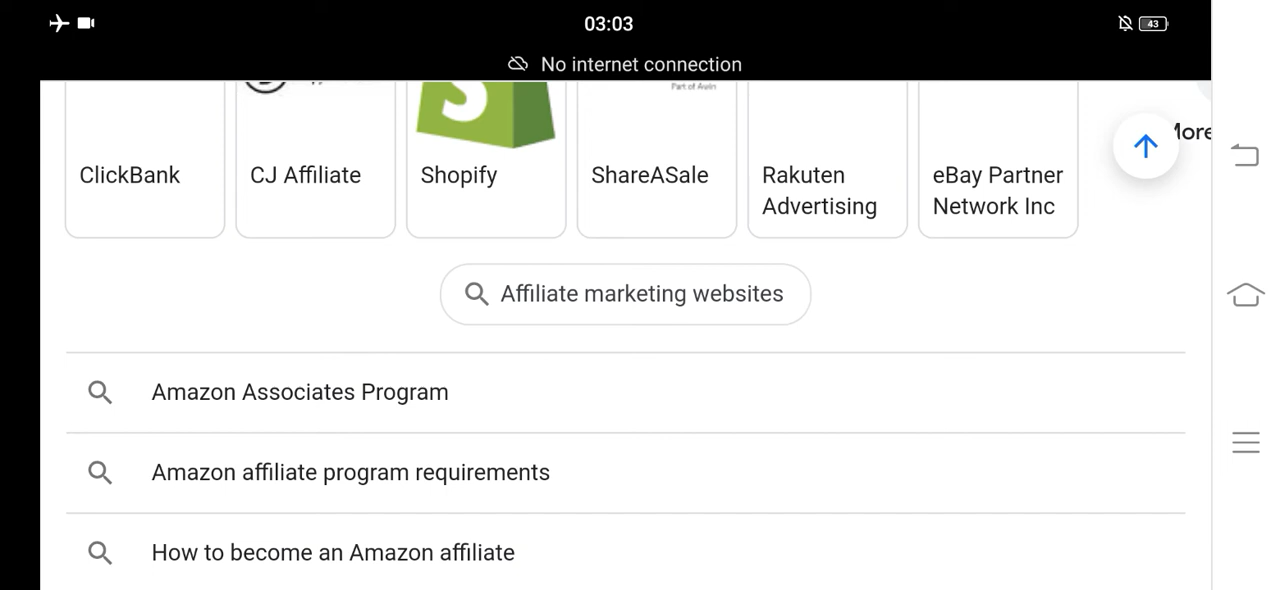 03:03
43
No internet connection
Part of Awin
More
ClickBank
CJ Affiliate
Shopify
ShareASale
Rakuten
Advertising
eBay Partner
Network Inc
Affiliate marketing websites
Amazon Associates Program
Amazon affiliate program requirements
How to become an Amazon affiliate